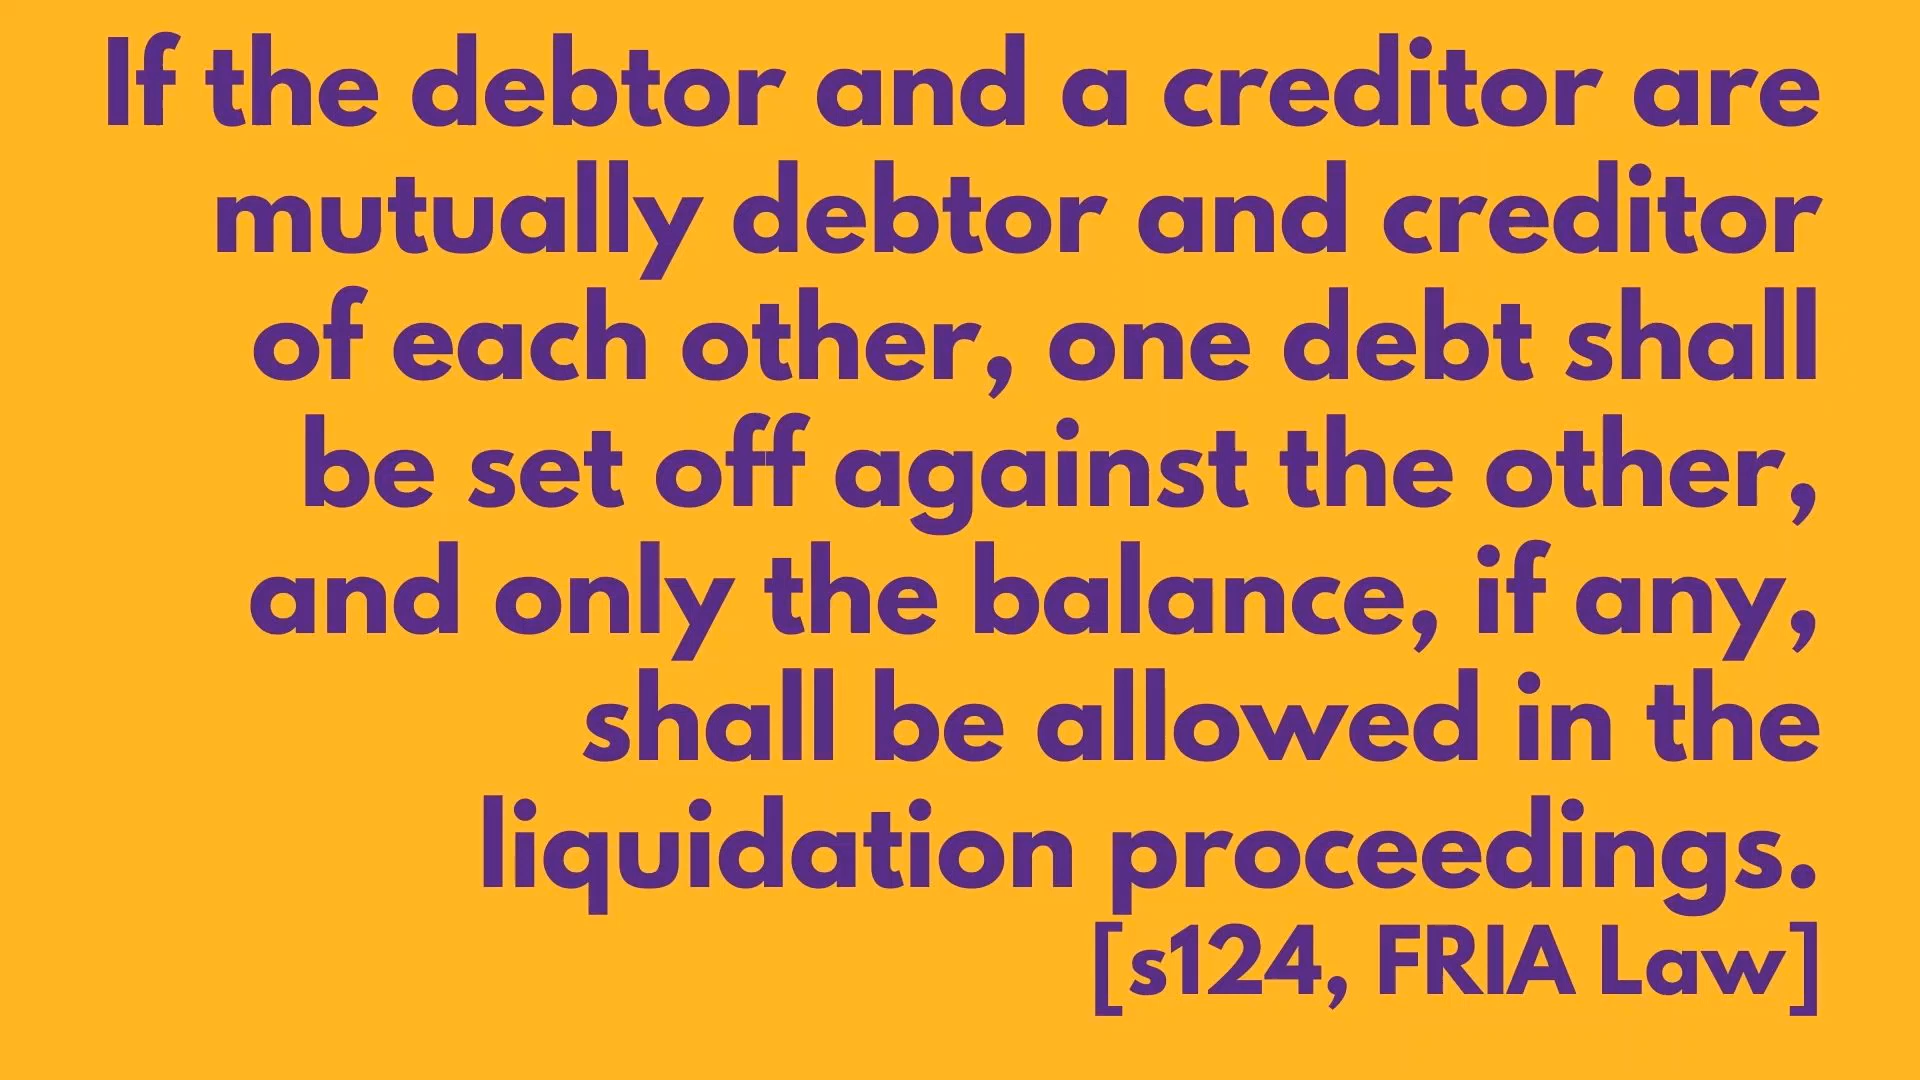 If the debtor and a creditor are
mutually debtor and creditor
of each other, one debt shall
be set off against the other,
and only the balance, if any,
shall be allowed in the
liquidation proceedings.
[s124, FRIA Law]